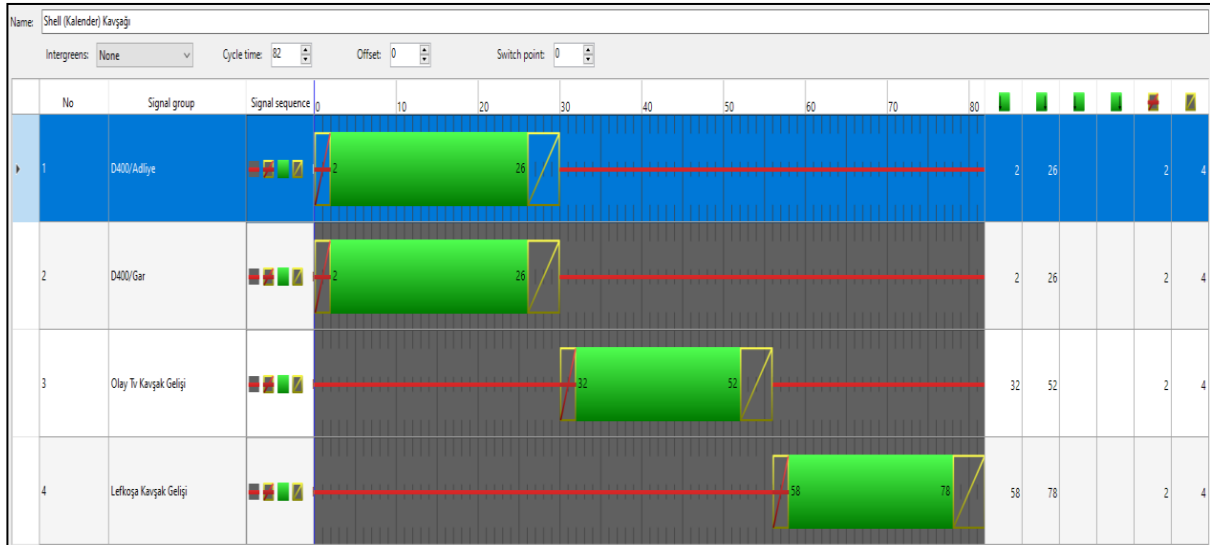 Name: Shell (Kalender) Kavşağı
Intergreens: None Cycle time: 82 Offset: 0 Switch point: 0
No Signal group Signal sequence 0 10 20 30 40 50 60 70 80
1 D400/Adliye 2 26 2 26 2 4
2 D400/Gar 2 26 2 26 2 4
3 Olay Tv Kavşak Gelişi 32 52 32 52 2 4
4 Lefkoşa Kavşak Gelişi 58 78 58 78 2 4